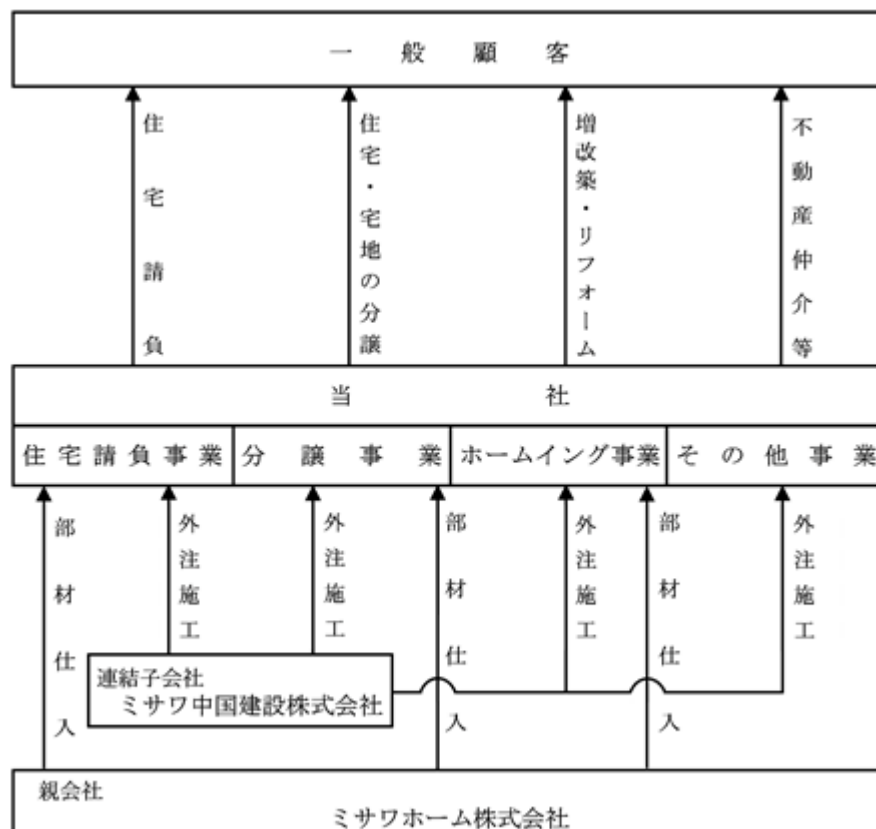 一般顧客
住宅請負
住宅・宅地の分譲
増改築・リフォーム
不動産仲介等
当社
住宅請負事業
分譲事業
ホームイング事業
その他事業
部材仕入
外注施工
外注施工
部材仕入
外注施工
部材仕入
外注施工
連結子会社
ミサワ中国建設株式会社
親会社
ミサワホーム株式会社